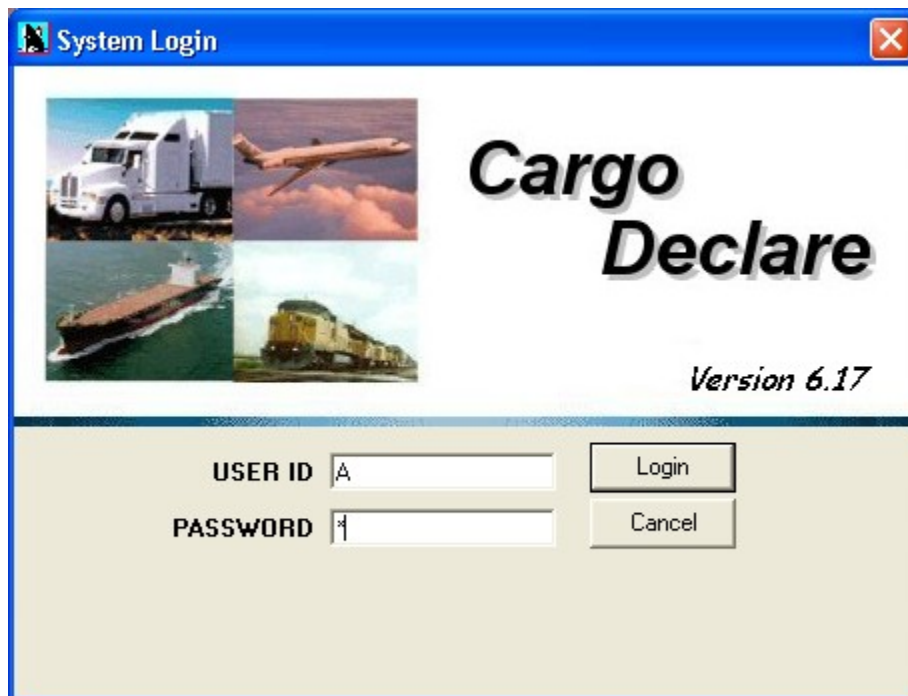 System Login
Cargo
Declare
Version 6.17
USER ID A Login
PASSWORD * Cancel